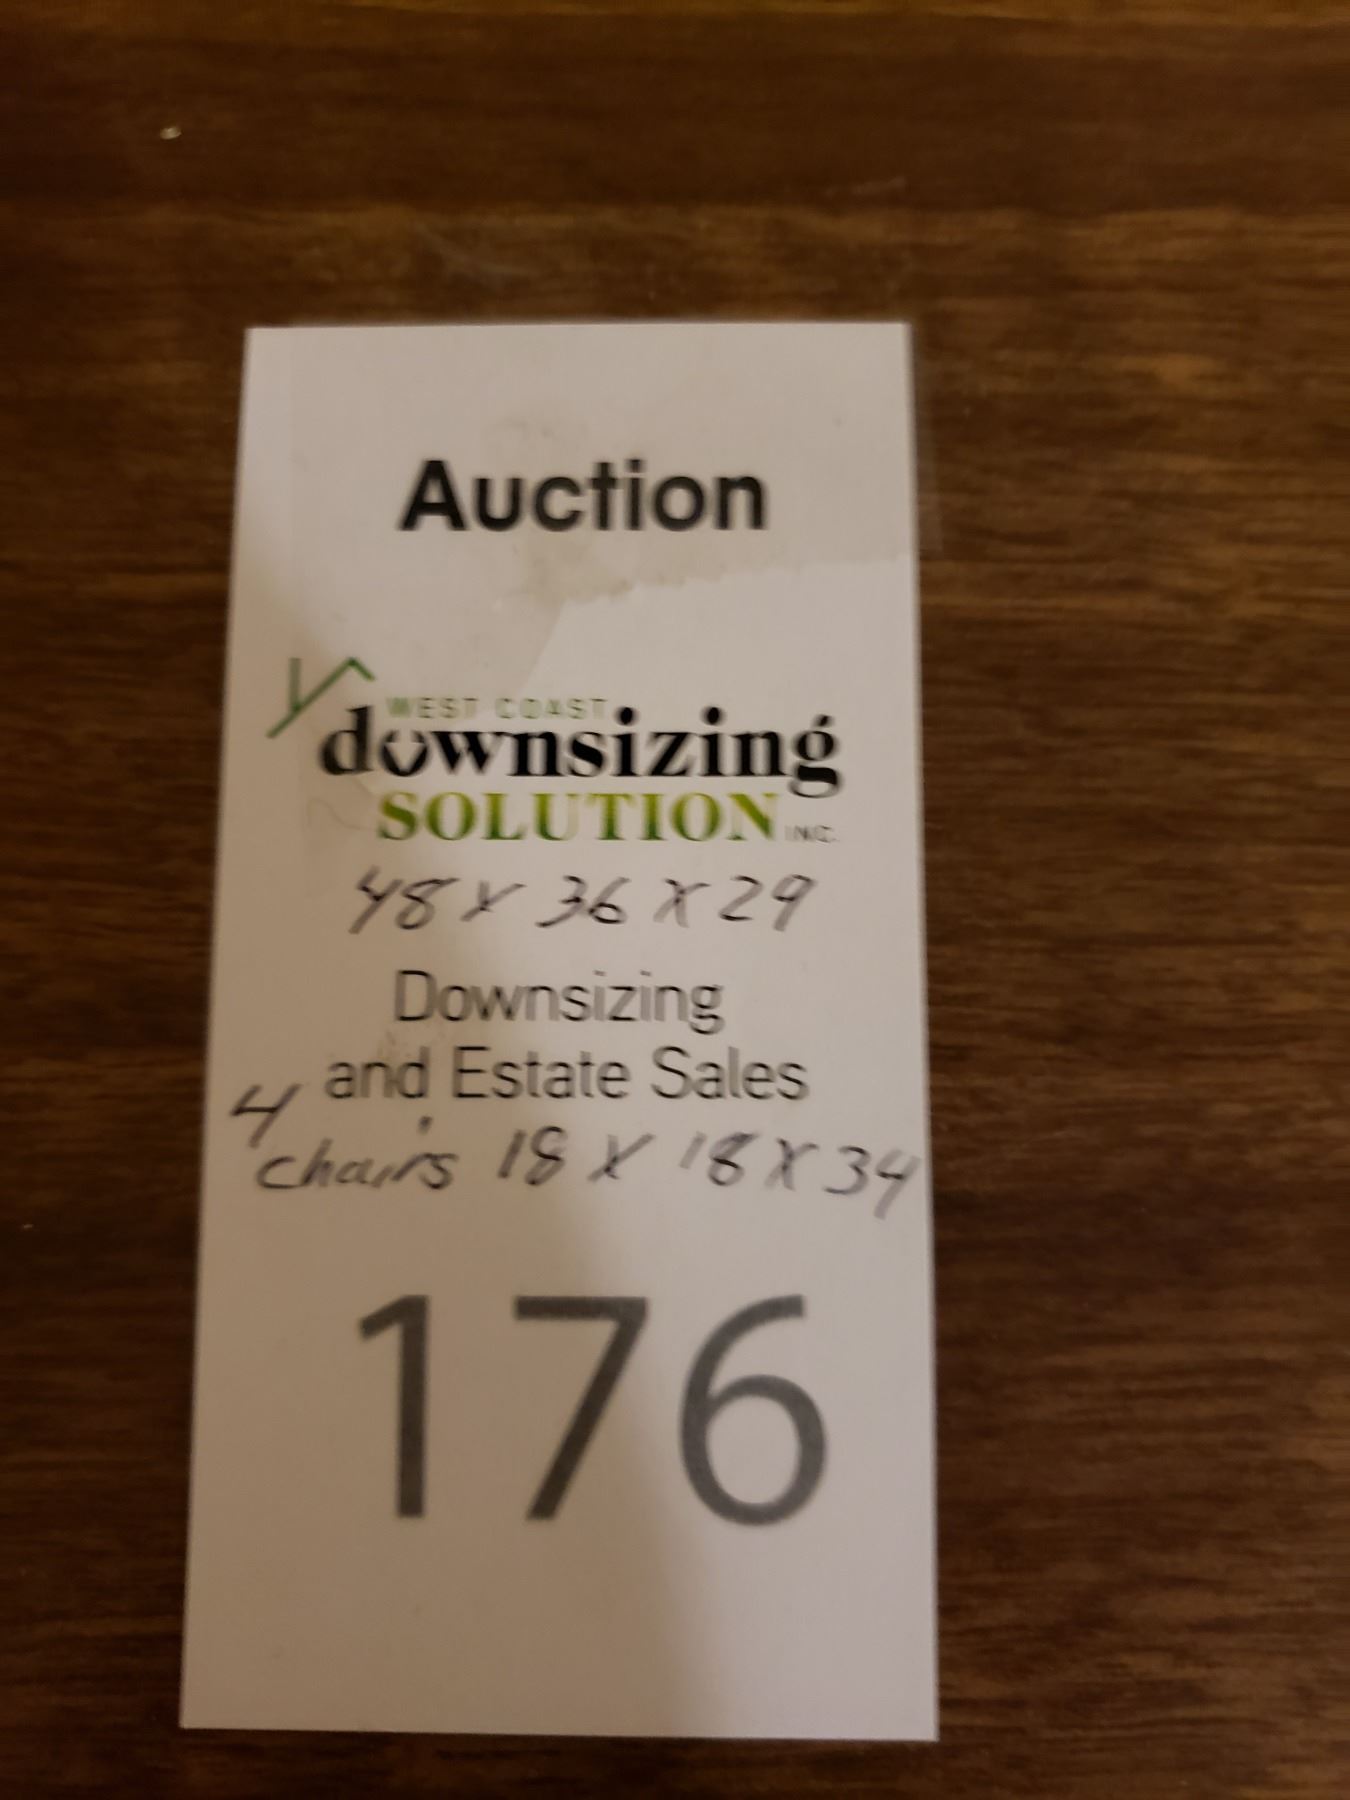 Auction
WEST COAST
downsizing
SOLUTION INC.
48 x 36 x 29
Downsizing
and Estate Sales
4
chairs 18 x 18 x 34
176